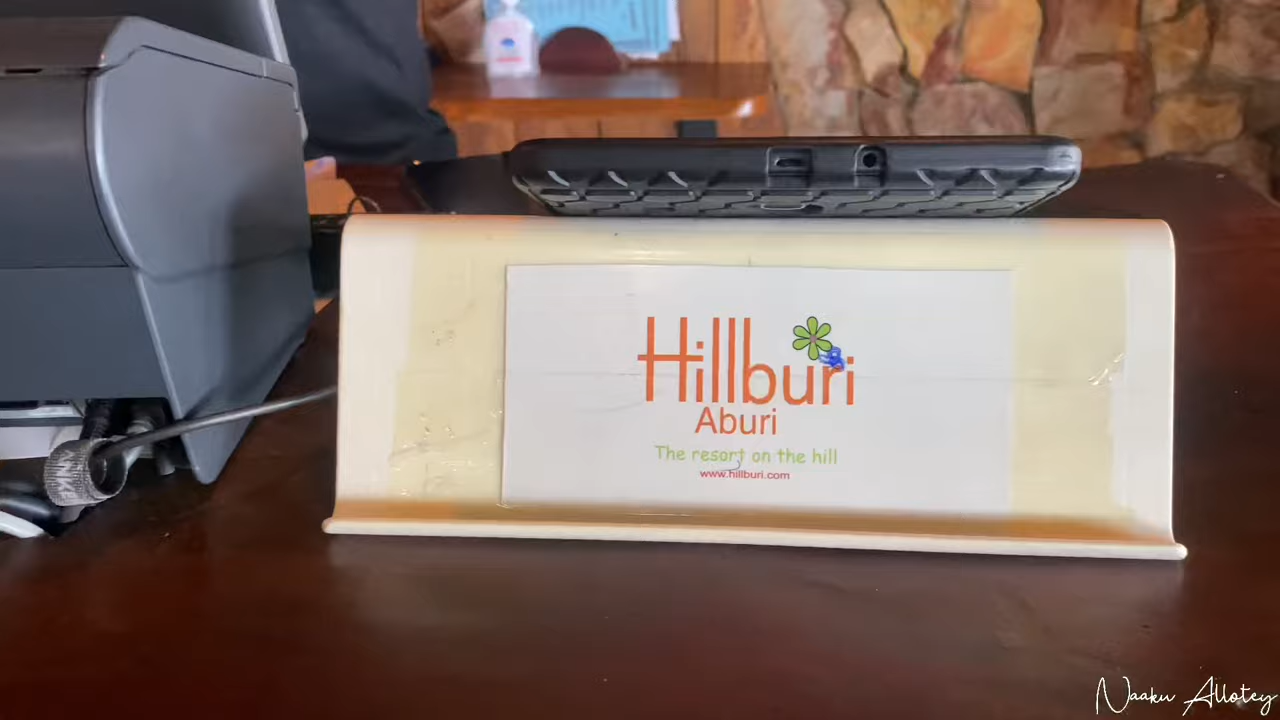 Hillburi
Aburi
The resort on the hill
www.hillburi.com
Naaku Allotey